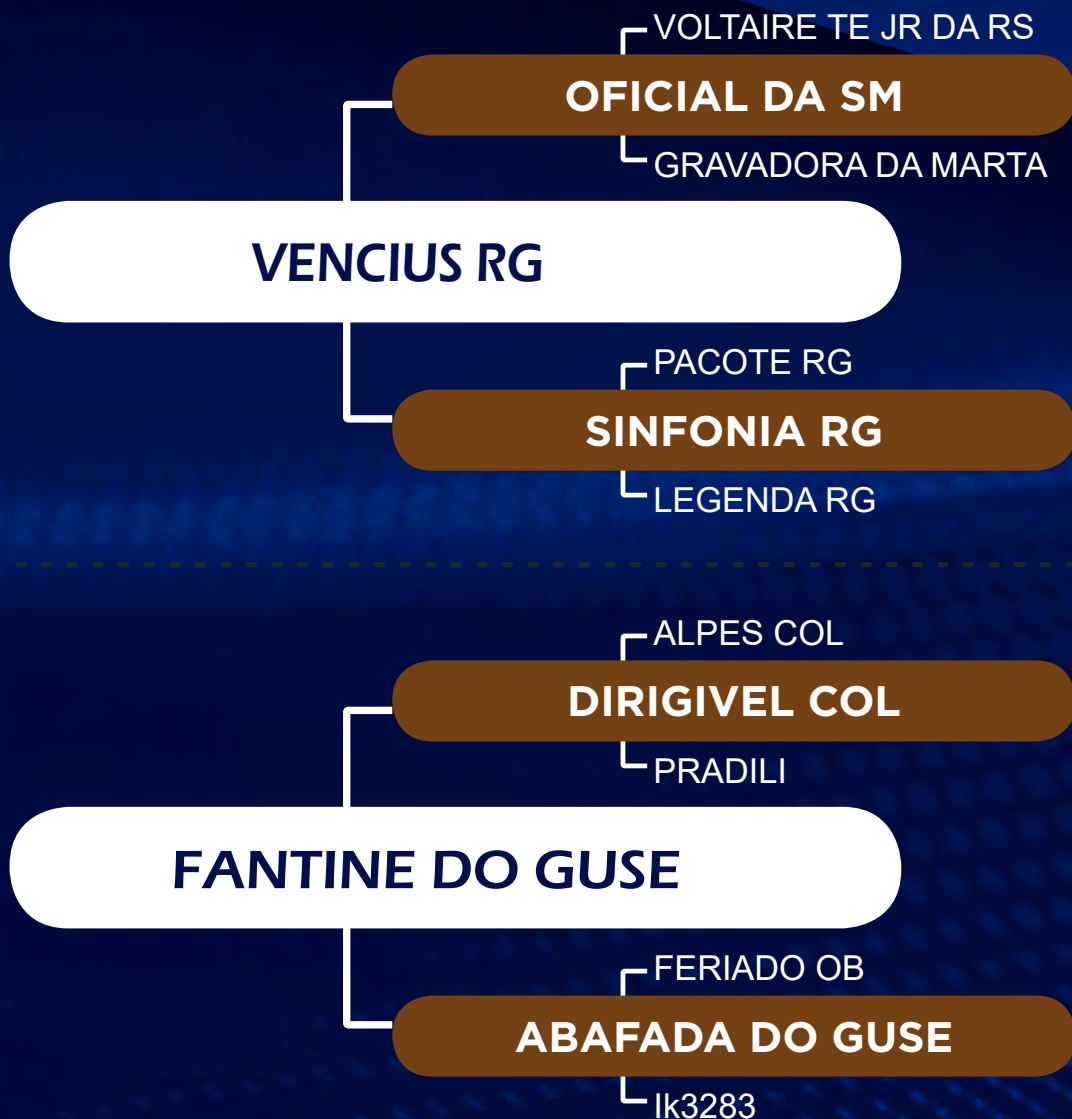 VOLTAIRE TE JR DA RS
OFICIAL DA SM
GRAVADORA DA MARTA
VENCIUS RG
PACOTE RG
SINFONIA RG
LEGENDA RG
ALPES COL
DIRIGIVEL COL
PRADILI
FANTINE DO GUSE
FERIADO OB
ABAFADA DO GUSE
Ik3283